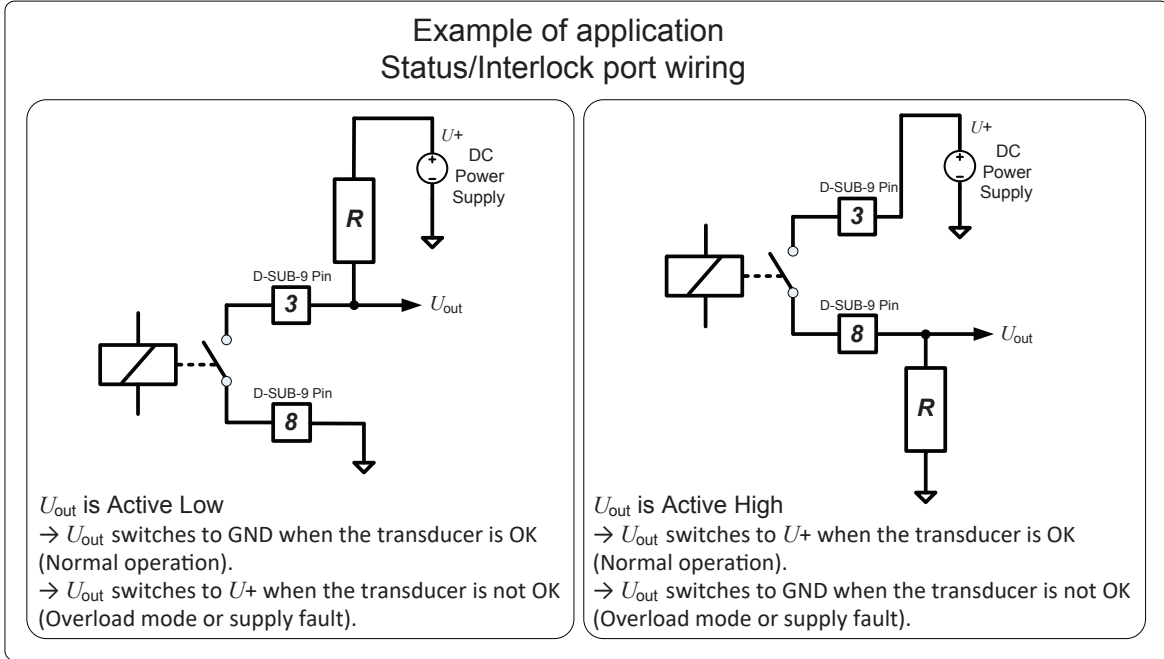 Example of application
Status/Interlock port wiring
U+
DC
Power
Supply
R
D-SUB-9 Pin
3
Uout
D-SUB-9 Pin
8
Uout is Active Low
→ Uout switches to GND when the transducer is OK
(Normal operation).
→ Uout switches to U+ when the transducer is not OK
(Overload mode or supply fault).
U+
DC
Power
Supply
D-SUB-9 Pin
3
D-SUB-9 Pin
8
Uout
R
Uout is Active High
→ Uout switches to U+ when the transducer is OK
(Normal operation).
→ Uout switches to GND when the transducer is not OK
(Overload mode or supply fault).